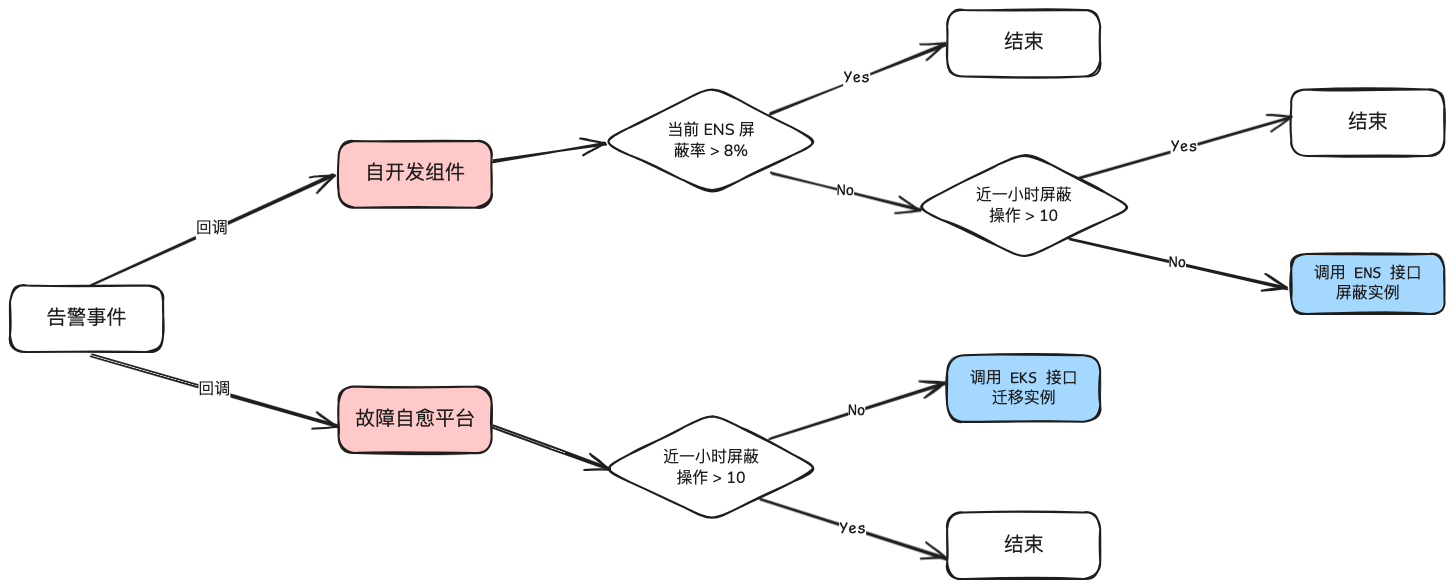 结束
Yes
当前 ENS 屏
蔽率 > 8%
结束
Yes
自开发组件
No
近一小时屏蔽
操作 > 10
回调
No
调用 ENS 接口
屏蔽实例
告警事件
回调
调用 EKS 接口
迁移实例
No
故障自愈平台
近一小时屏蔽
操作 > 10
Yes
结束